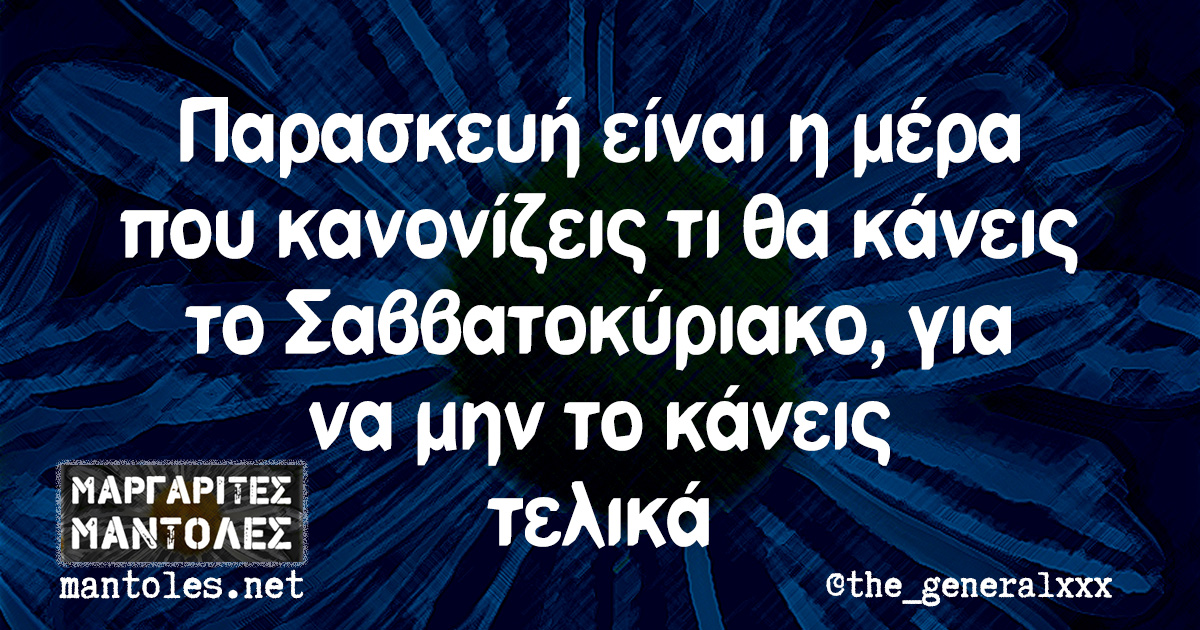 Παρασκευή είναι η μέρα
που κανονίζεις τι θα κάνεις
το Σαββατοκύριακο, για
να μην το κάνεις
τελικά
ΜΑΡΓΑΡΙΤΕΣ
ΜΑΝΤΟΛΕΣ
mantoles.net
©the_generalxxx